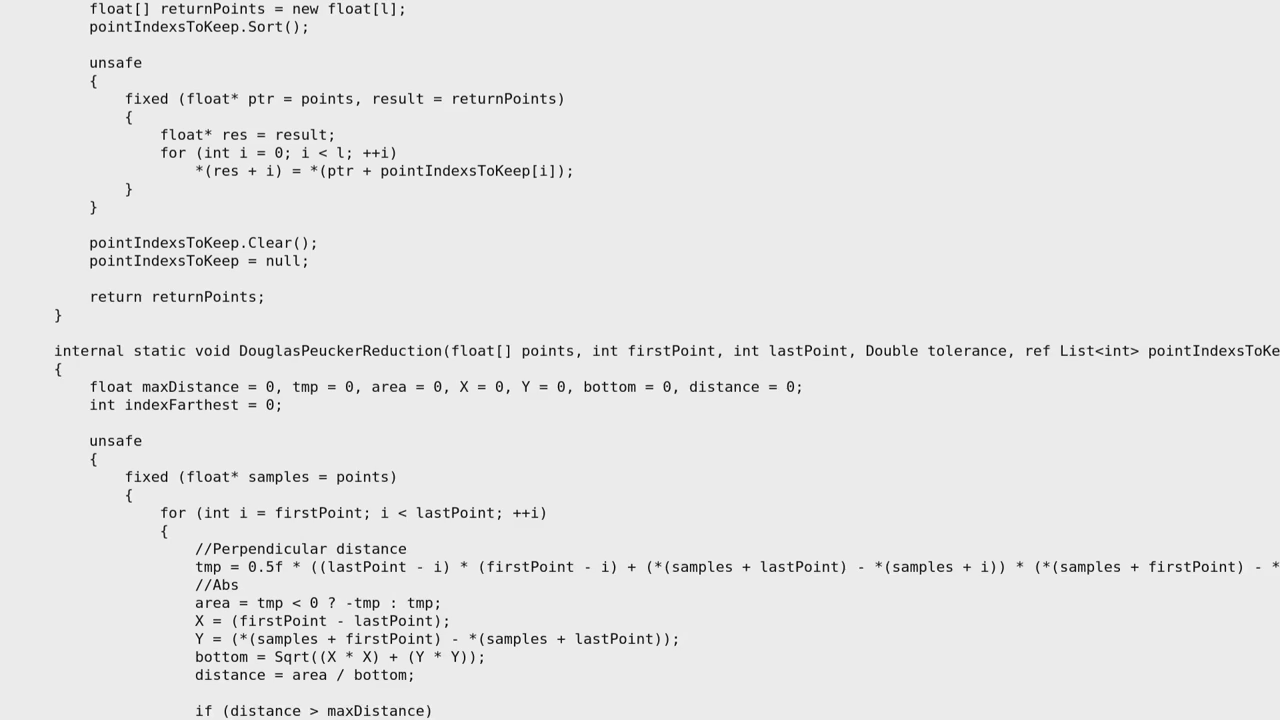 float[] returnPoints = new float[l];
pointIndexsToKeep.Sort();
unsafe
{
fixed (float* ptr = points, result = returnPoints)
{
float* res = result;
for (int i = 0; i < l; ++i)
*(res + i) = *(ptr + pointIndexsToKeep[i]);
}
}
pointIndexsToKeep.Clear();
pointIndexsToKeep = null;
return returnPoints;
}
internal static void DouglasPeuckerReduction(float[] points, int firstPoint, int lastPoint, Double tolerance, ref List<int> pointIndexsToKe
{
float maxDistance = 0, tmp = 0, area = 0, X = 0, Y = 0, bottom = 0, distance = 0;
int indexFarthest = 0;
unsafe
{
fixed (float* samples = points)
{
for (int i = firstPoint; i < lastPoint; ++i)
{
//Perpendicular distance
tmp = 0.5f * ((lastPoint - i) * (firstPoint - i) + (*(samples + lastPoint) - *(samples + i)) * (*(samples + firstPoint) - *
//Abs
area = tmp < 0 ? -tmp : tmp;
X = (firstPoint - lastPoint);
Y = (*(samples + firstPoint) - *(samples + lastPoint));
bottom = Sqrt((X * X) + (Y * Y));
distance = area / bottom;
if (distance > maxDistance)